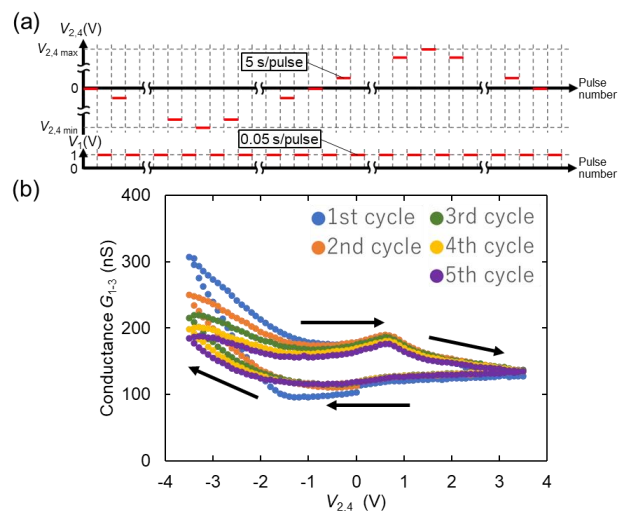 (a)
V2,4(V)
V2,4 max
5 s/pulse
0
Pulse number
V2,4 min
V1(V)
0.05 s/pulse
1
0
Pulse number
(b)
400
1st cycle 3rd cycle
2nd cycle 4th cycle
5th cycle
300
200
100
0
Conductance G1-3 (nS)
-4 -3 -2 -1 0 1 2 3 4
V2,4 (V)